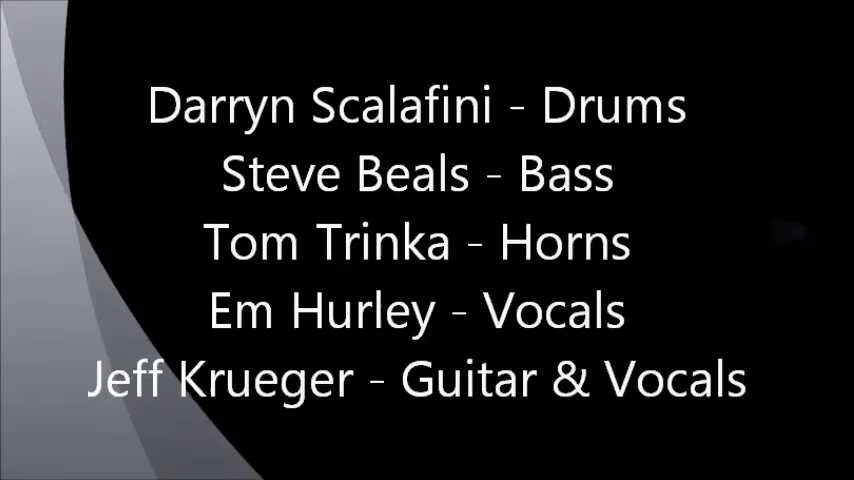 Darryn Scalafini - Drums
Steve Beals - Bass
Tom Trinka - Horns
Em Hurley - Vocals
Jeff Krueger - Guitar & Vocals